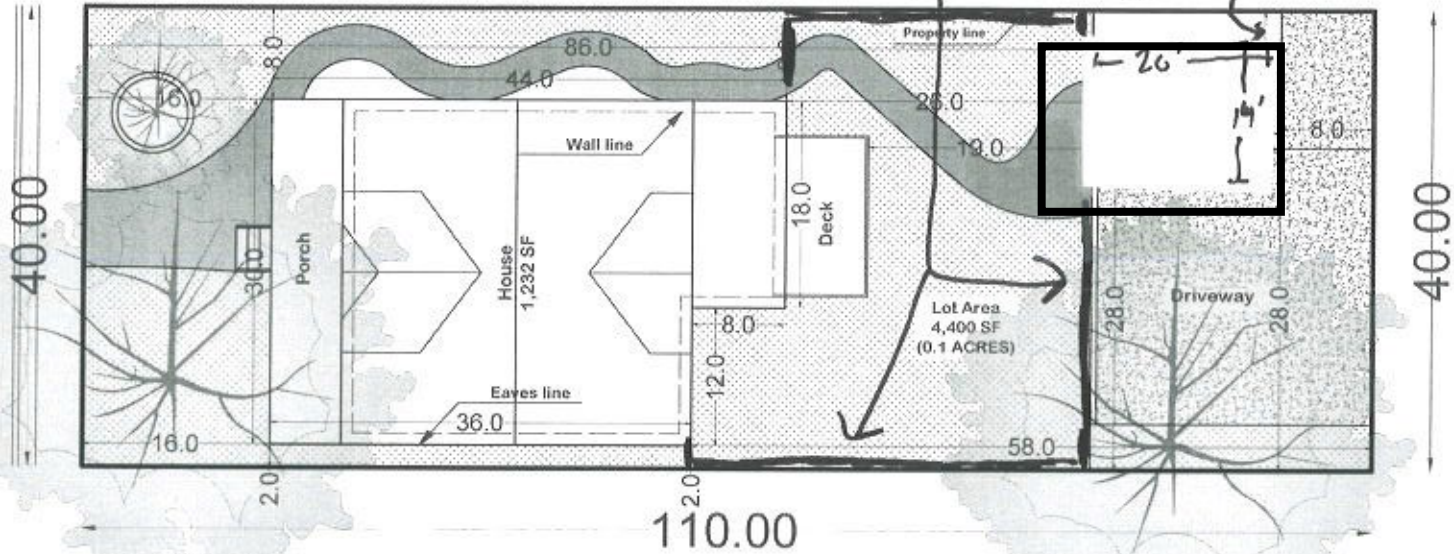 40.00
8.0
86.0
44.0
Property line
20'
14'
8.0
16.0
26.0
19.0
Wall line
18.0
Deck
Porch
House
1,232 SF
30.0
Lot Area
4,400 SF
(0.1 ACRES)
Driveway
28.0
28.0
8.0
12.0
Eaves line
36.0
16.0
58.0
2.0
2.0
110.00
40.00